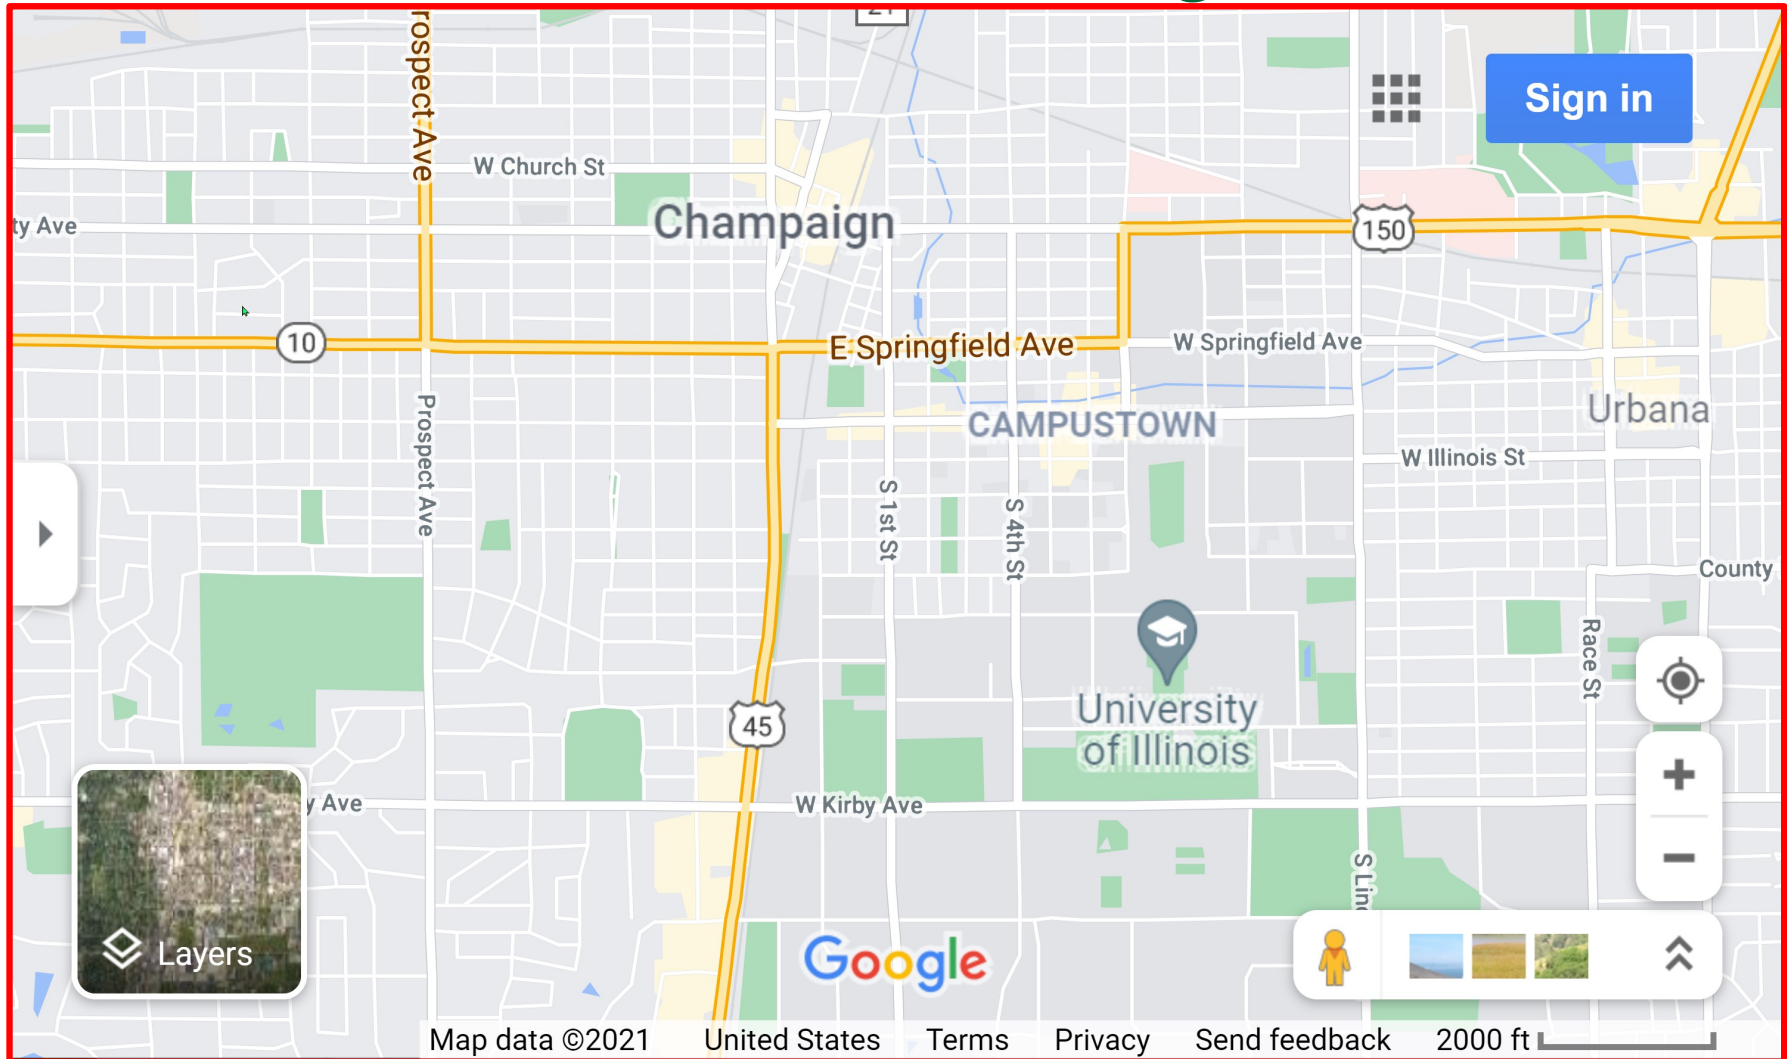 21
rospect Ave
Sign in
W Church St
Champaign
ty Ave
150
10
E Springfield Ave
W Springfield Ave
Prospect Ave
CAMPUSTOWN
Urbana
W Illinois St
S 1st St
S 4th St
County
Race St
University
of Illinois
45
y Ave
W Kirby Ave
S Linc
Layers
Google
Map data ©2021 United States Terms Privacy Send feedback 2000 ft